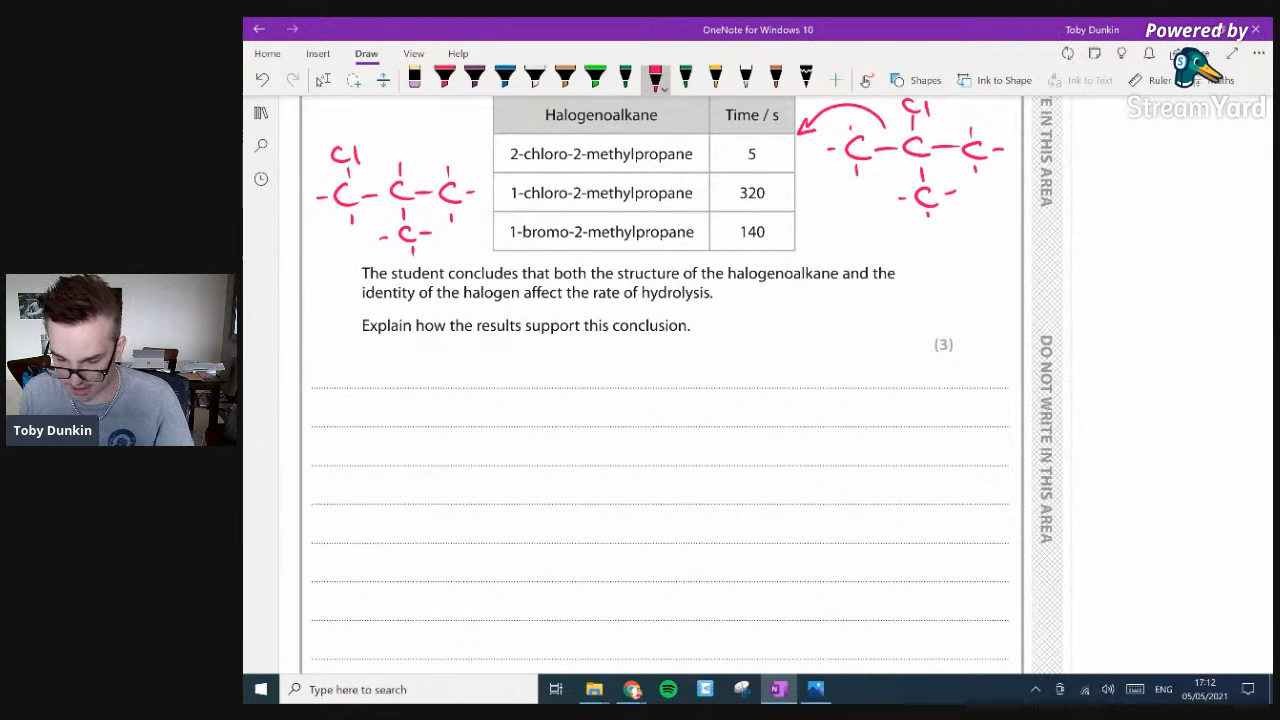 OneNote for Windows 10
Toby Dunkin
Powered by
StreamYard
Home Insert Draw View Help
Shapes Ink to Shape Ink to Text Ruler
Halogenoalkane Time / s
2-chloro-2-methylpropane 5
1-chloro-2-methylpropane 320
1-bromo-2-methylpropane 140
Cl
- C - C - C -
- C -
Cl
- C - C - C -
- C -
The student concludes that both the structure of the halogenoalkane and the
identity of the halogen affect the rate of hydrolysis.
Explain how the results support this conclusion.
(3)
E IN THIS AREA
DO NOT WRITE IN THIS AREA
Toby Dunkin
Type here to search
ENG
17:12
05/05/2021